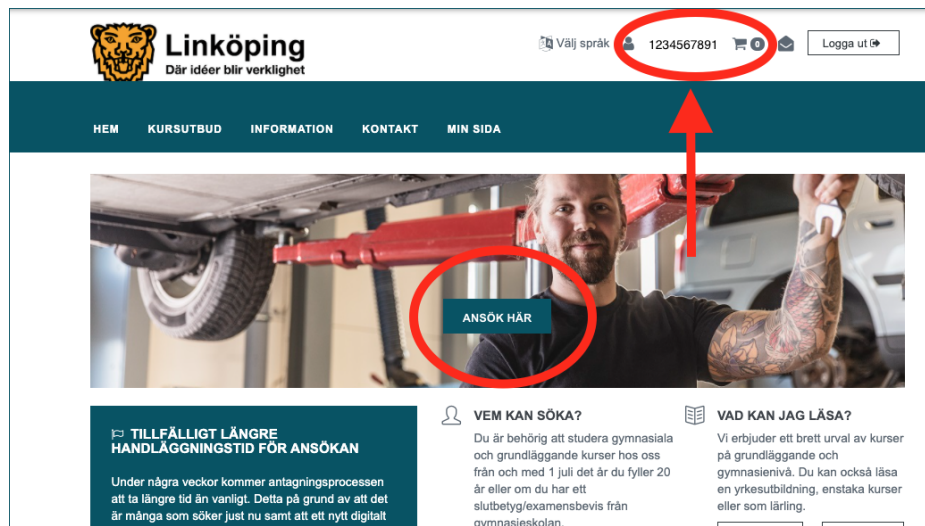 Linköping
Där idéer blir verklighet
Välj språk
1234567891
0
Logga ut
HEM KURSUTBUD INFORMATION KONTAKT MIN SIDA
ANSÖK HÄR
TILLFÄLLIGT LÄNGRE
HANDLÄGGNINGSTID FÖR ANSÖKAN
Under några veckor kommer antagningsprocessen
att ta längre tid än vanligt. Detta på grund av att det
är många som söker just nu samt att ett nytt digitalt
VEM KAN SÖKA?
Du är behörig att studera gymnasiala
och grundläggande kurser hos oss
från och med 1 juli det år du fyller 20
år eller om du har ett
slutbetyg/examensbevis från
gymnasieskolan.
VAD KAN JAG LÄSA?
Vi erbjuder ett brett urval av kurser
på grundläggande och
gymnasienivå. Du kan också läsa
en yrkesutbildning, enstaka kurser
eller som lärling.